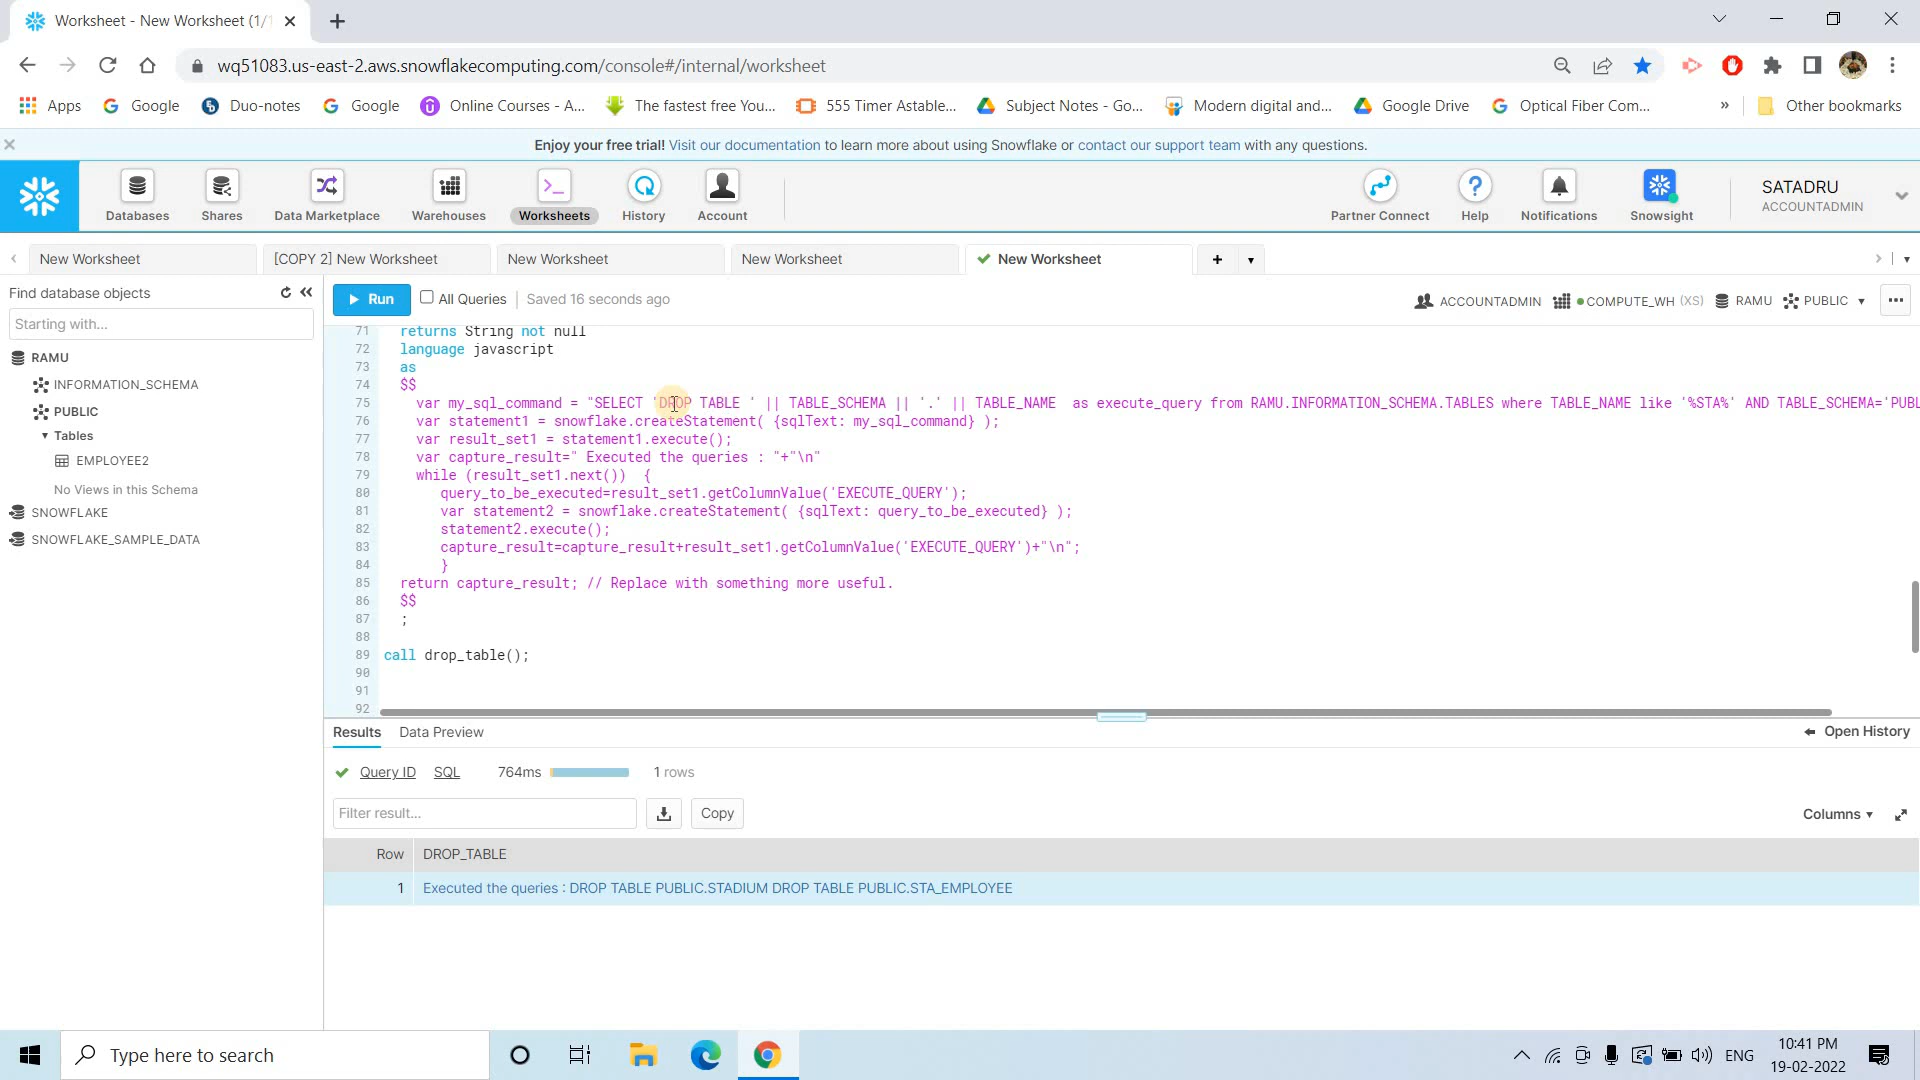 Worksheet - New Worksheet (1/1
wq51083.us-east-2.aws.snowflakecomputing.com/console#/internal/worksheet
Apps Google Duo-notes Google Online Courses - A... The fastest free You... 555 Timer Astable... Subject Notes - Go... Modern digital and... Google Drive Optical Fiber Com... » Other bookmarks
Enjoy your free trial! Visit our documentation to learn more about using Snowflake or contact our support team with any questions.
Databases Shares Data Marketplace Warehouses Worksheets History Account Partner Connect Help Notifications Snowsight
SATADRU
ACCOUNTADMIN
New Worksheet [COPY 2] New Worksheet New Worksheet New Worksheet New Worksheet
Find database objects
Run All Queries Saved 16 seconds ago ACCOUNTADMIN COMPUTE_WH (XS) RAMU PUBLIC
Starting with...
RAMU
INFORMATION_SCHEMA
PUBLIC
Tables
EMPLOYEE2
No Views in this Schema
SNOWFLAKE
SNOWFLAKE_SAMPLE_DATA
71 returns String not null
72 language javascript
73 as
74 $$
75 var my_sql_command = "SELECT 'DROP TABLE ' || TABLE_SCHEMA || '.' || TABLE_NAME as execute_query from RAMU.INFORMATION_SCHEMA.TABLES where TABLE_NAME like '%STA%' AND TABLE_SCHEMA='PUBL
76 var statement1 = snowflake.createStatement( {sqlText: my_sql_command} );
77 var result_set1 = statement1.execute();
78 var capture_result=" Executed the queries : "+"\n"
79 while (result_set1.next()) {
80 query_to_be_executed=result_set1.getColumnValue('EXECUTE_QUERY');
81 var statement2 = snowflake.createStatement( {sqlText: query_to_be_executed} );
82 statement2.execute();
83 capture_result=capture_result+result_set1.getColumnValue('EXECUTE_QUERY')+"\n";
84 }
85 return capture_result; // Replace with something more useful.
86 $$
87 ;
88
89 call drop_table();
90
91
92
Results Data Preview Open History
Query ID SQL 764ms 1 rows
Filter result... Copy Columns
Row DROP_TABLE
1 Executed the queries : DROP TABLE PUBLIC.STADIUM DROP TABLE PUBLIC.STA_EMPLOYEE
Type here to search
ENG
10:41 PM
19-02-2022